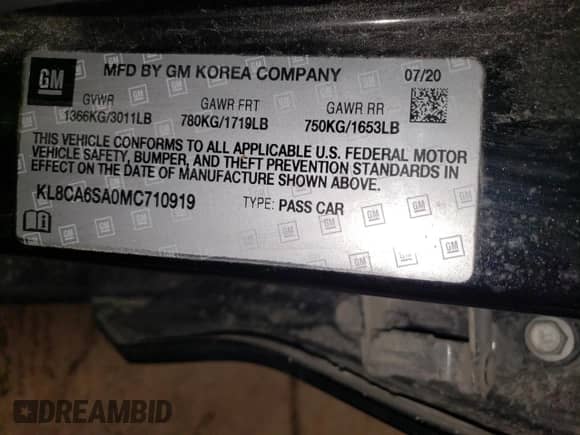 GM MFD BY GM KOREA COMPANY 07/20
GVWR GAWR FRT GAWR RR
1366KG/3011LB 780KG/1719LB 750KG/1653LB
THIS VEHICLE CONFORMS TO ALL APPLICABLE U.S. FEDERAL MOTOR
VEHICLE SAFETY, BUMPER, AND THEFT PREVENTION STANDARDS IN
EFFECT ON THE DATE OF MANUFACTURE SHOWN ABOVE.
KL8CA6SA0MC710919 TYPE: PASS CAR
DREAMBID